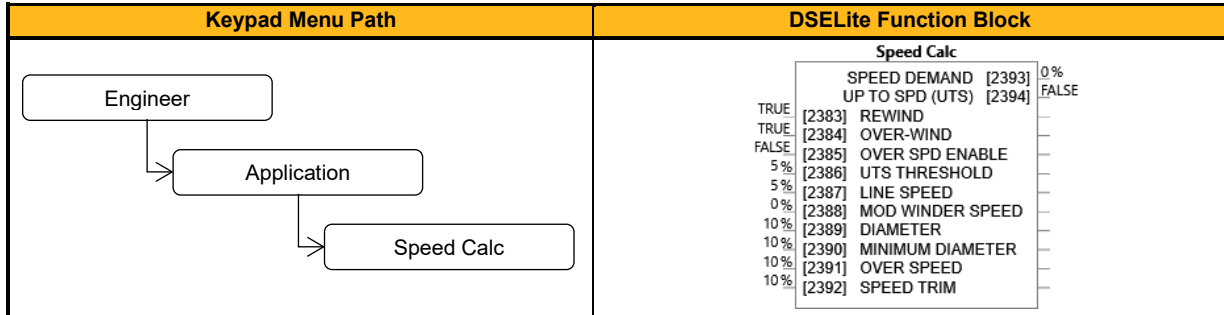 Keypad Menu Path
DSELite Function Block
Engineer
Application
Speed Calc
Speed Calc
SPEED DEMAND [2393] 0 %
UP TO SPD (UTS) [2394] FALSE
TRUE [2383] REWIND
TRUE [2384] OVER-WIND
FALSE [2385] OVER SPD ENABLE
5 % [2386] UTS THRESHOLD
5 % [2387] LINE SPEED
0 % [2388] MOD WINDER SPEED
10 % [2389] DIAMETER
10 % [2390] MINIMUM DIAMETER
10 % [2391] OVER SPEED
10 % [2392] SPEED TRIM